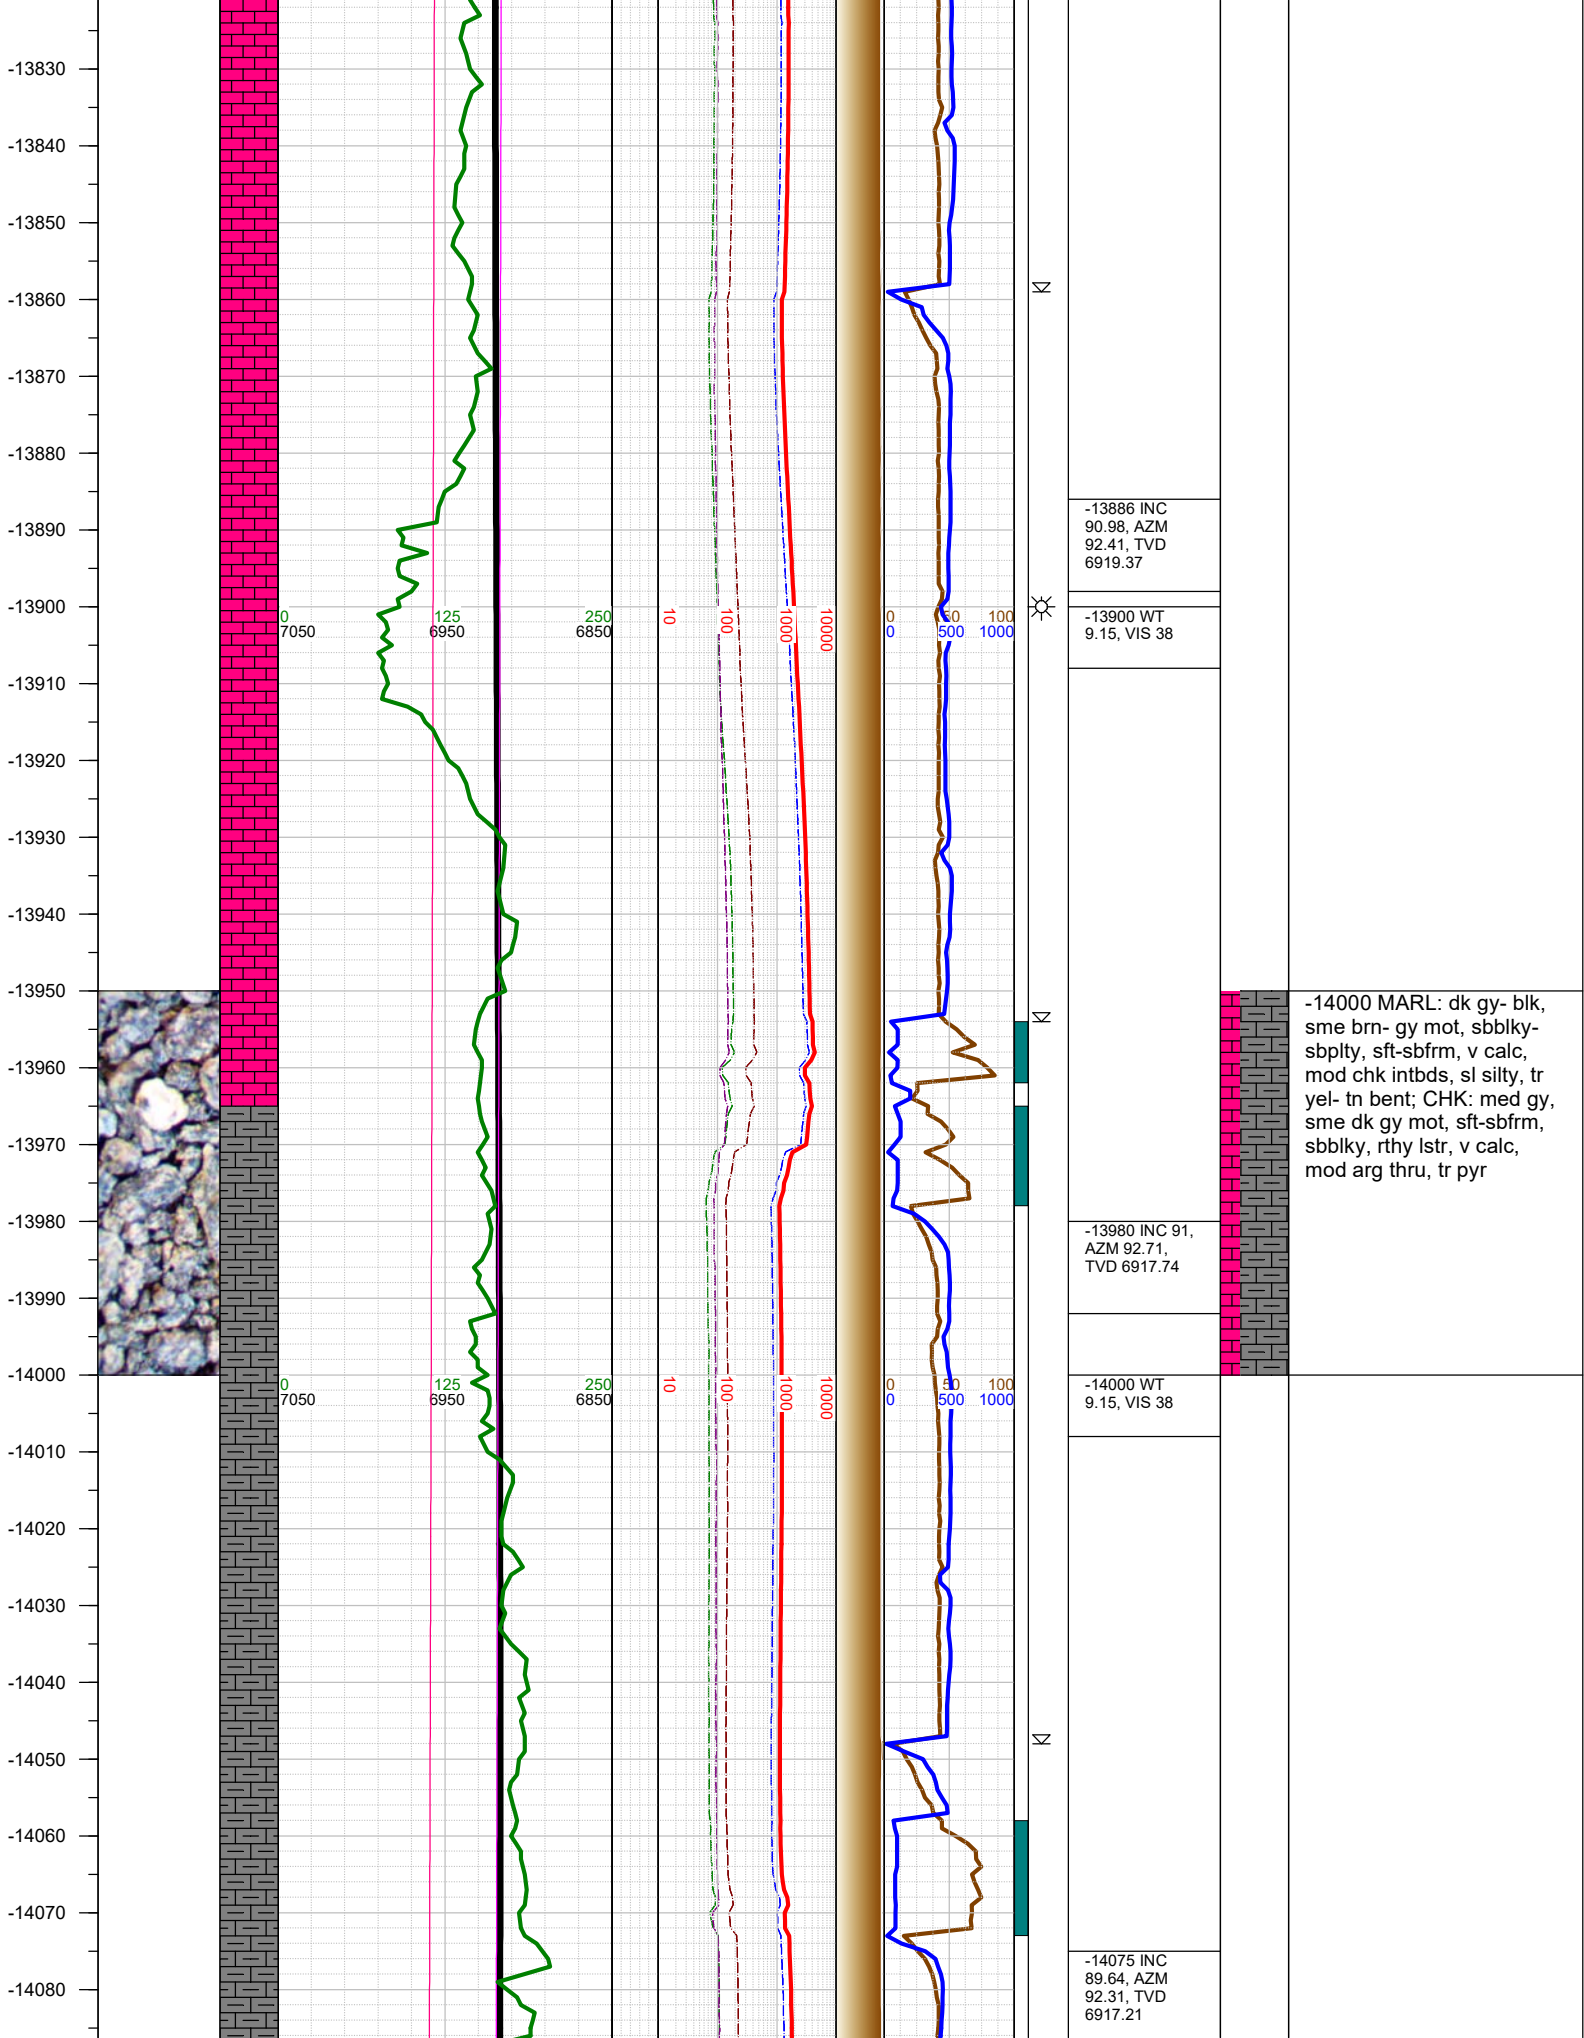 -13830
-13840
-13850
-13860
-13870
-13880
-13886 INC
90.98, AZM
92.41, TVD
6919.37
-13890
-13900
0 125 250
7050 6950 6850
10 100 1000 10000
0 50 100
0 500 1000
-13900 WT
9.15, VIS 38
-13910
-13920
-13930
-13940
-13950
-14000 MARL: dk gy- blk,
sme brn- gy mot, sbblky-
sbplty, sft-sbfrm, v calc,
mod chk intbds, sl silty, tr
yel- tn bent; CHK: med gy,
sme dk gy mot, sft-sbfrm,
sbblky, rthy lstr, v calc,
mod arg thru, tr pyr
-13960
-13970
-13980
-13980 INC 91,
AZM 92.71,
TVD 6917.74
-13990
-14000
0 125 250
7050 6950 6850
10 100 1000 10000
0 50 100
0 500 1000
-14000 WT
9.15, VIS 38
-14010
-14020
-14030
-14040
-14050
-14060
-14070
-14075 INC
89.64, AZM
92.31, TVD
6917.21
-14080